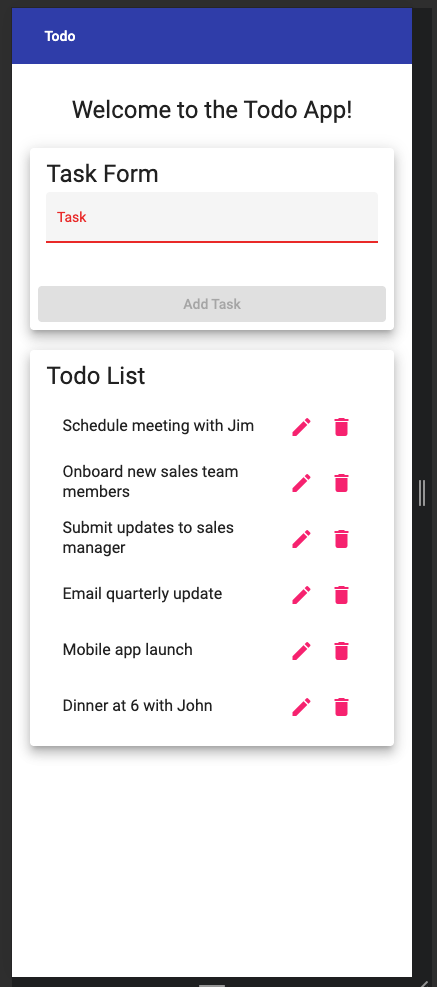 Todo
Welcome to the Todo App!
Task Form
Task
Add Task
Todo List
Schedule meeting with Jim
Onboard new sales team
members
Submit updates to sales
manager
Email quarterly update
Mobile app launch
Dinner at 6 with John